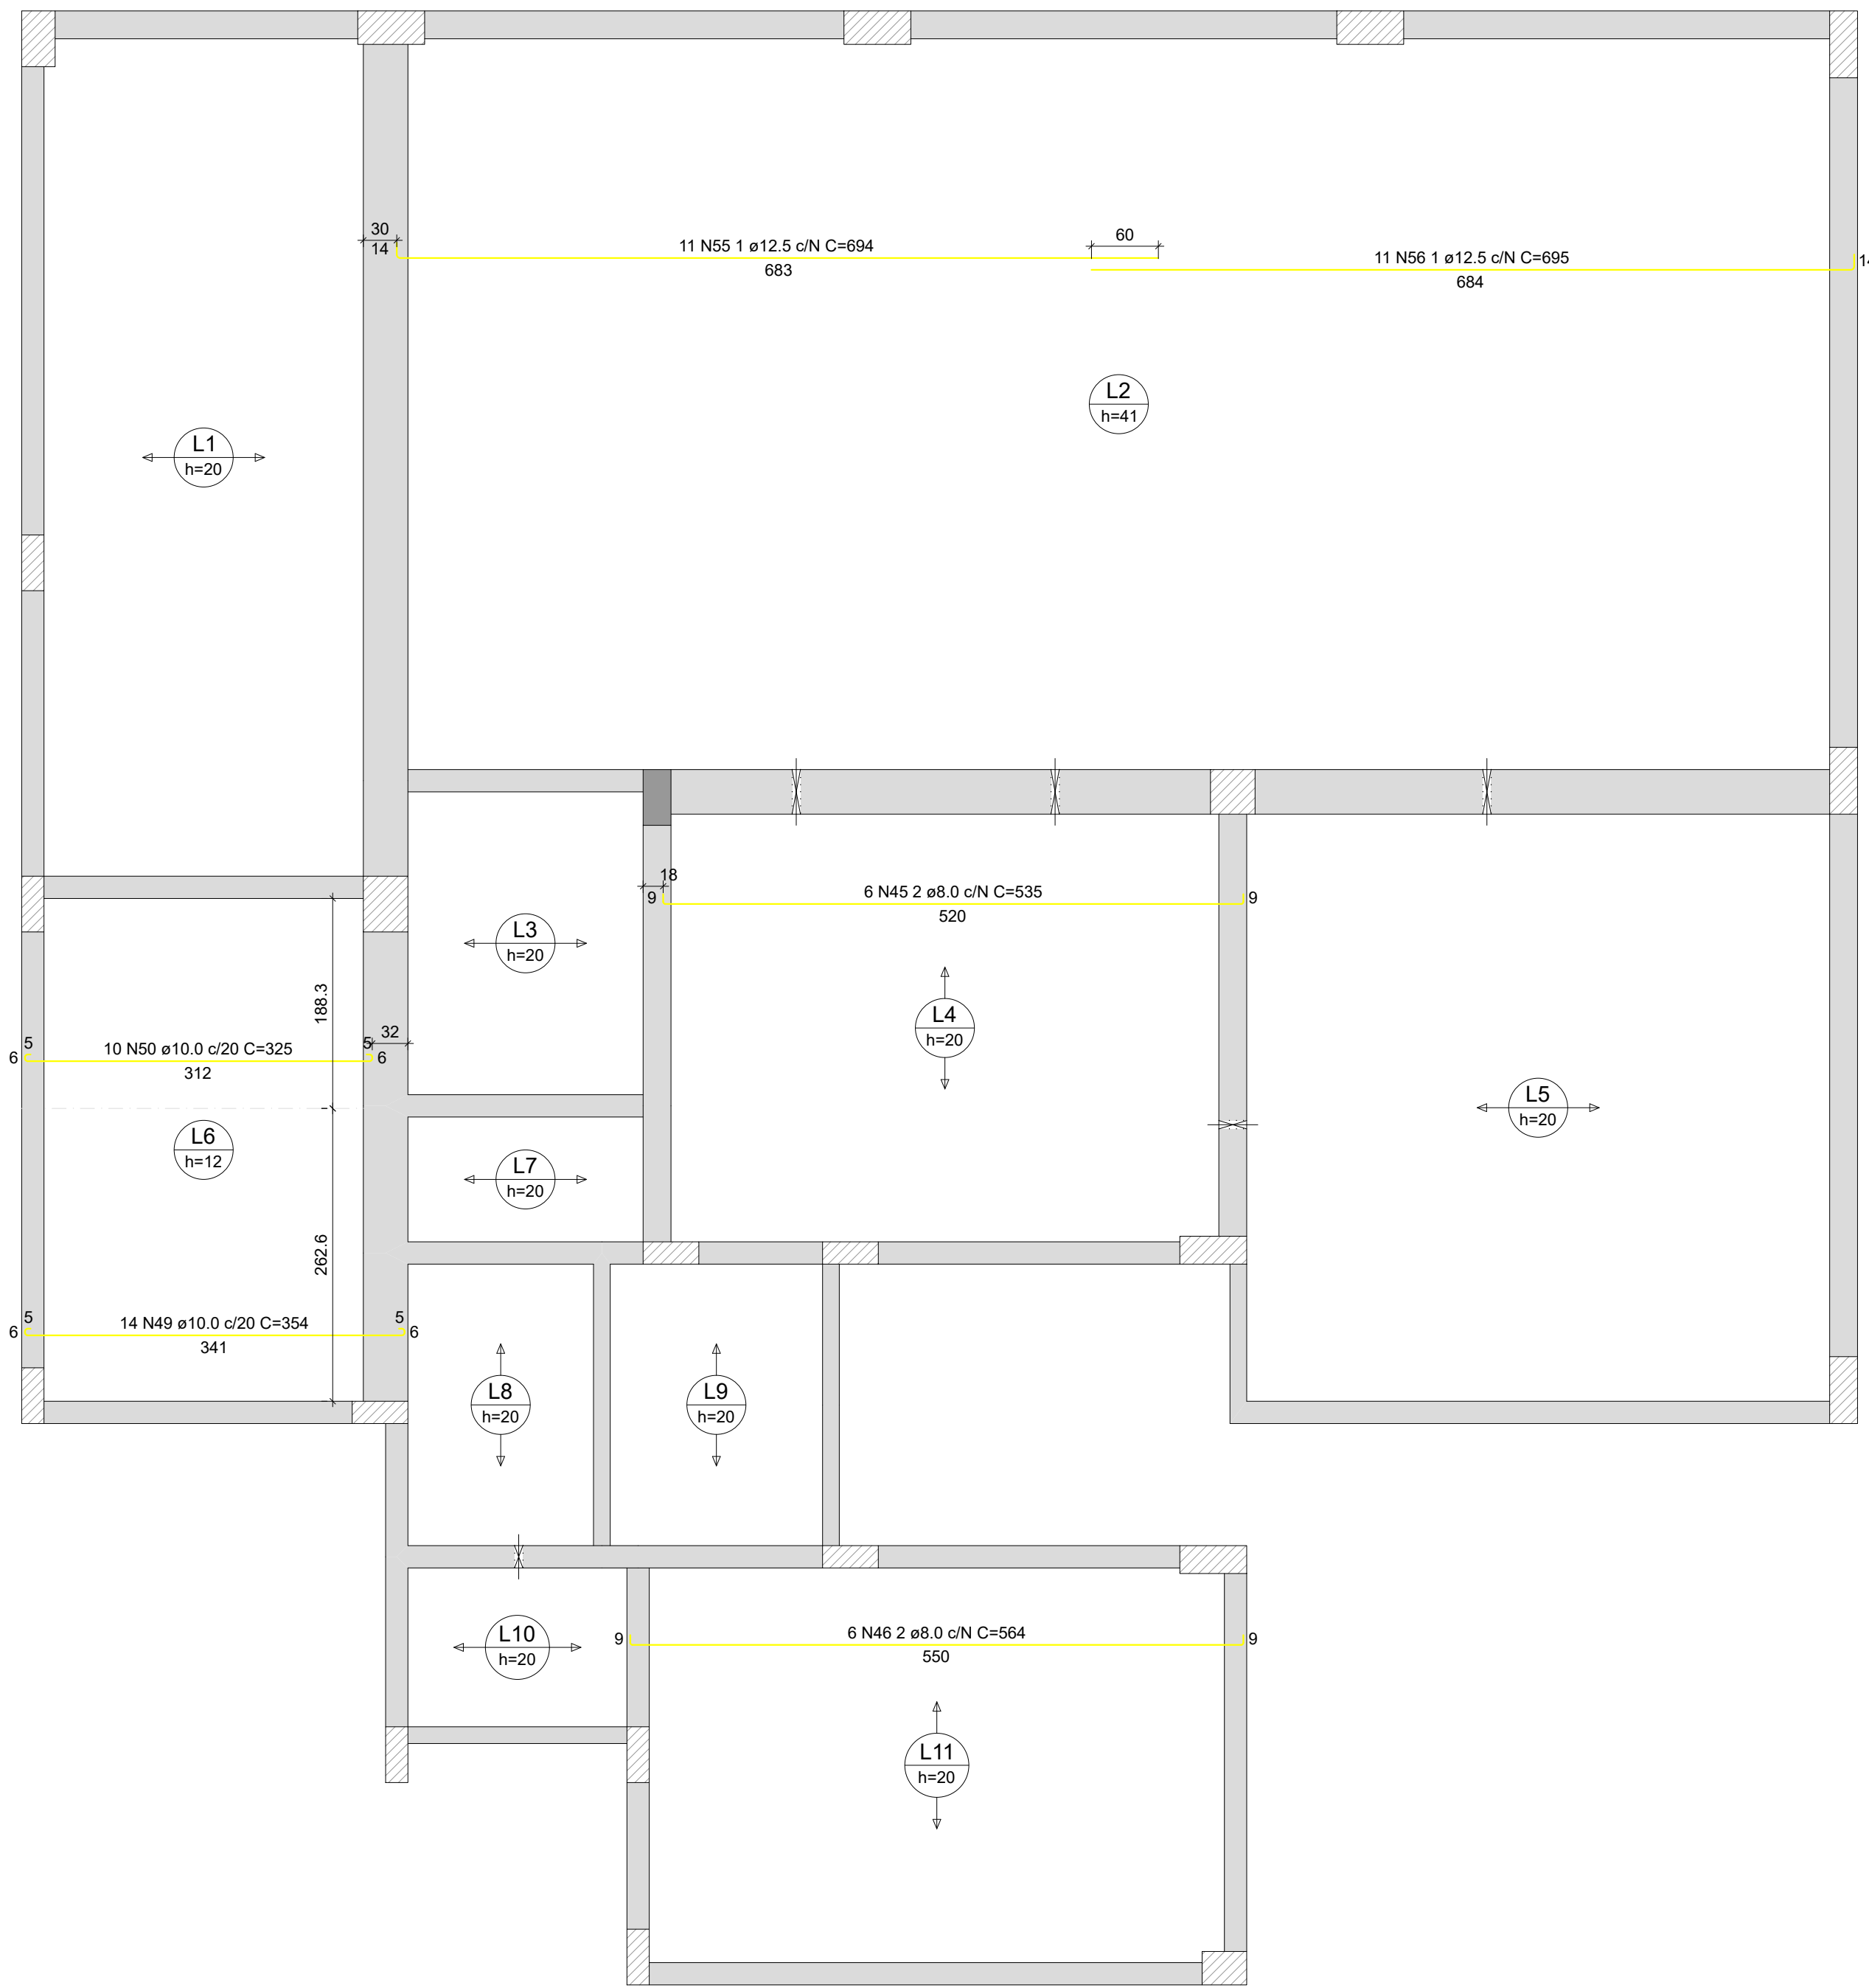 30
14
11 N55 1 ø12.5 c/N C=694
683
60
11 N56 1 ø12.5 c/N C=695
684
L2
h=41
L1
h=20
18
9
6 N45 2 ø8.0 c/N C=535
520
9
L3
h=20
188.3
L4
h=20
32
6
5
10 N50 ø10.0 c/20 C=325
312
5
6
L5
h=20
L6
h=12
L7
h=20
262.6
6
5
14 N49 ø10.0 c/20 C=354
341
5
6
L8
h=20
L9
h=20
9
6 N46 2 ø8.0 c/N C=564
550
9
L10
h=20
L11
h=20